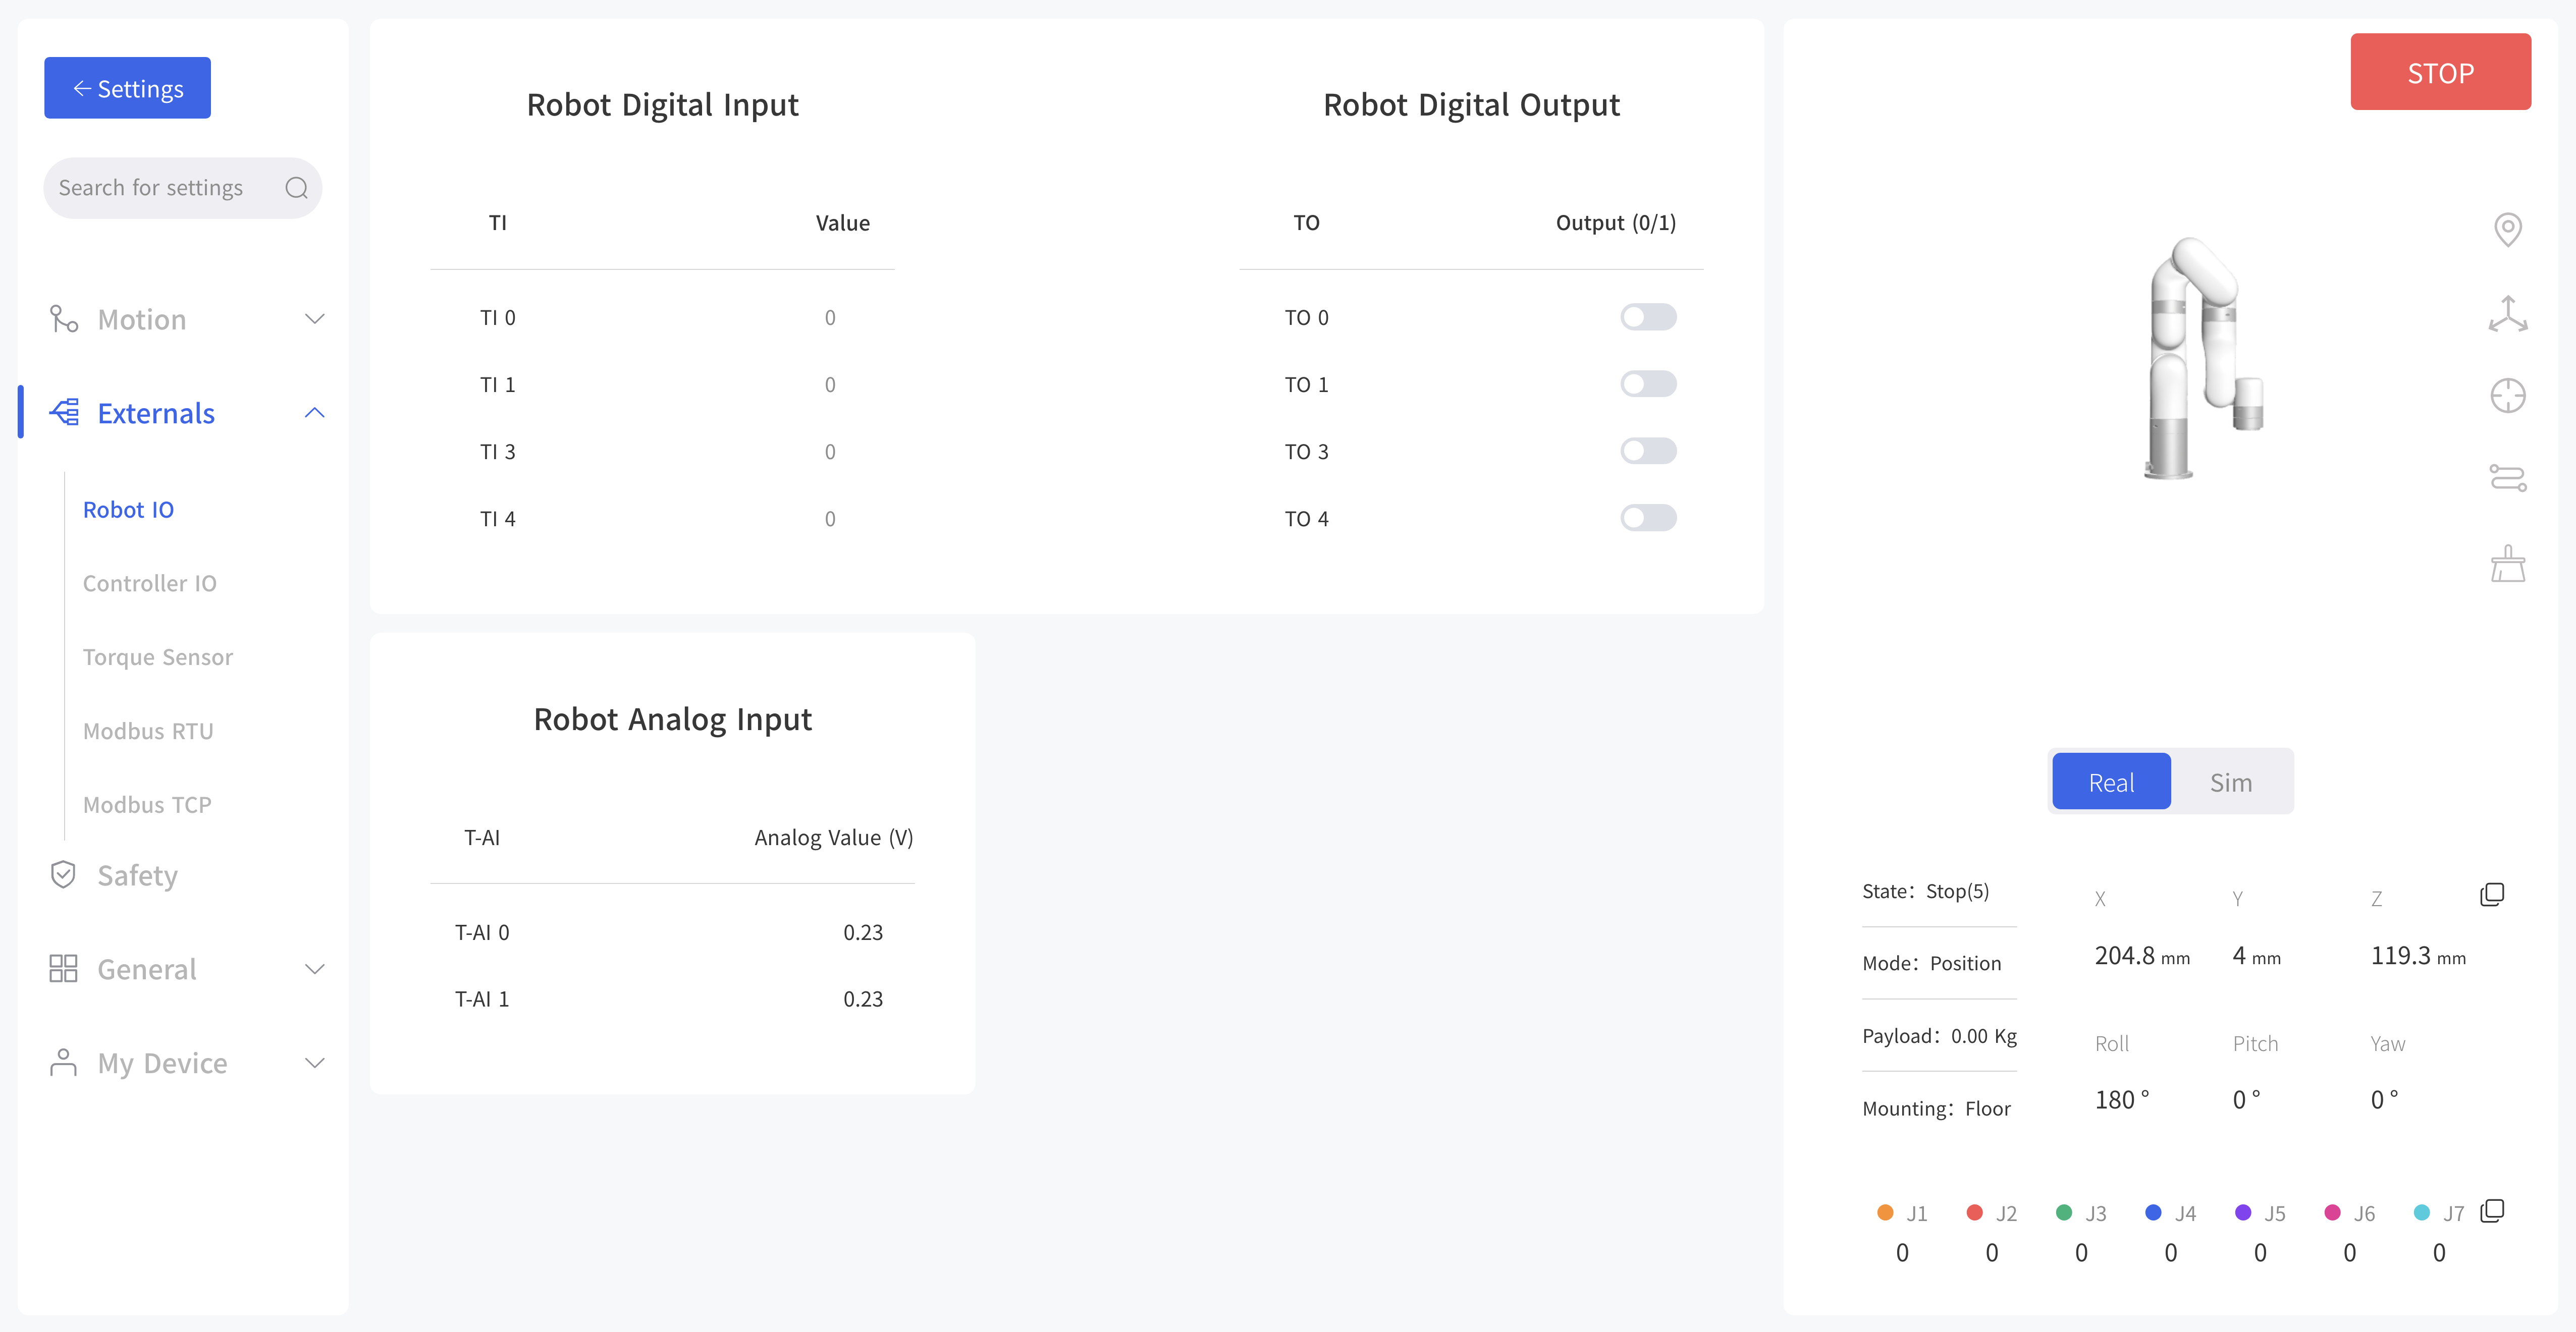 Settings
Search for settings
Motion
Externals
Robot IO
Controller IO
Torque Sensor
Modbus RTU
Modbus TCP
Safety
General
My Device
Robot Digital Input
TI Value
TI 0 0
TI 1 0
TI 3 0
TI 4 0
Robot Digital Output
TO Output (0/1)
TO 0
TO 1
TO 3
TO 4
Robot Analog Input
T-AI Analog Value (V)
T-AI 0 0.23
T-AI 1 0.23
STOP
Real Sim
State：Stop(5)
Mode：Position
Payload：0.00 Kg
Mounting：Floor
X Y Z
204.8 mm 4 mm 119.3 mm
Roll Pitch Yaw
180 ° 0 ° 0 °
J1 J2 J3 J4 J5 J6 J7
0 0 0 0 0 0 0